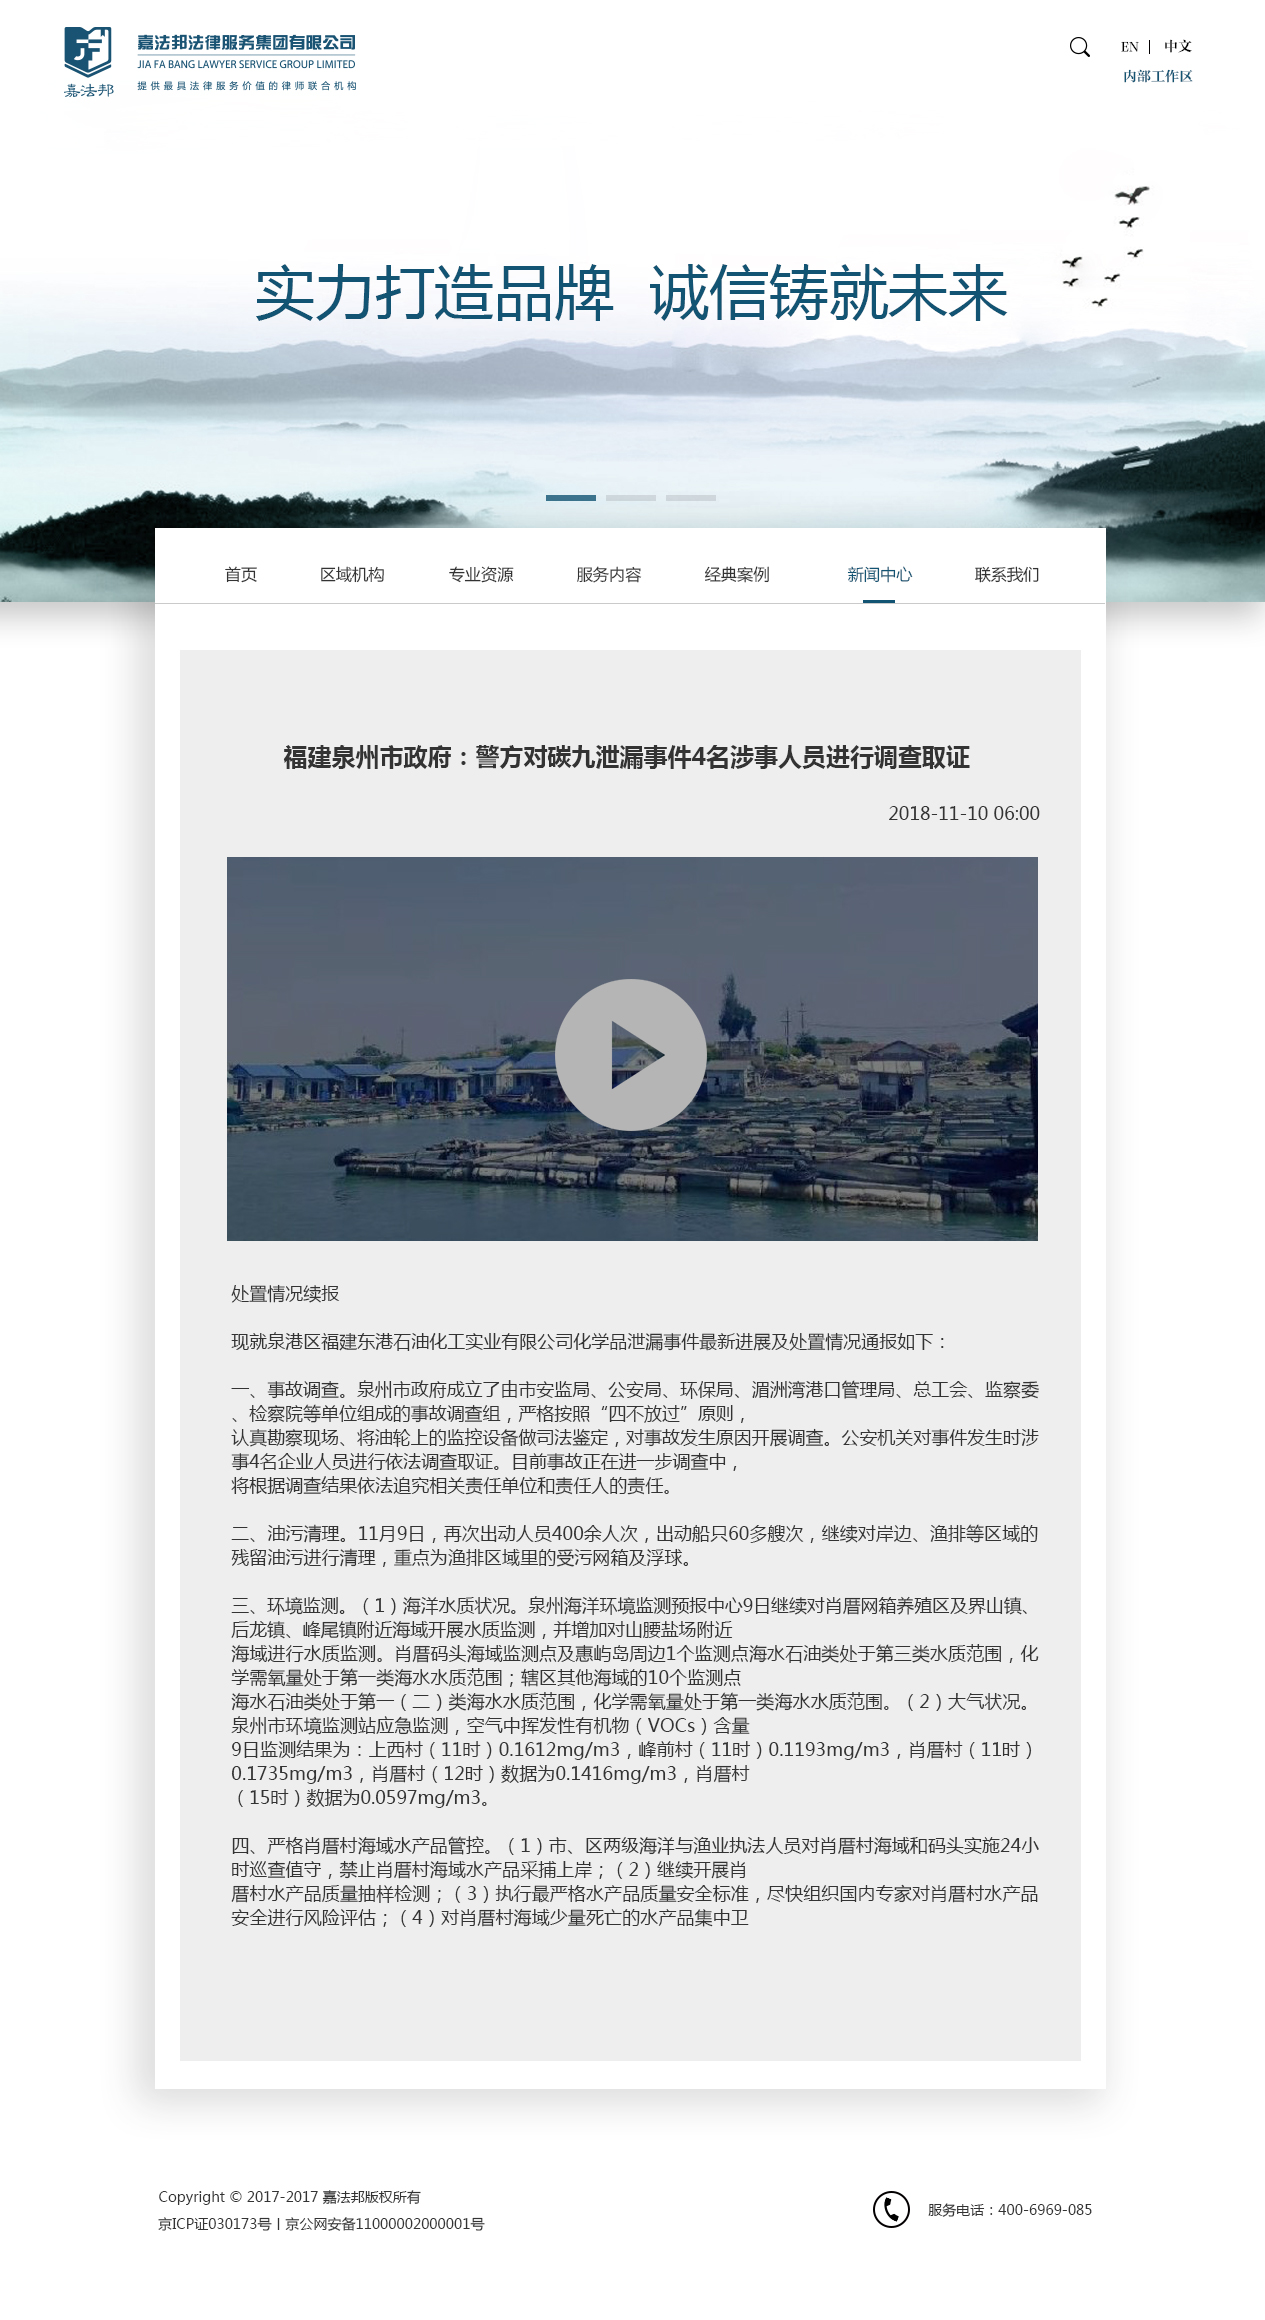 嘉法邦
嘉法邦法律服务集团有限公司
JIA FA BANG LAWYER SERVICE GROUP LIMITED
提供最具法律服务价值的律师联合机构
EN | 中文
内部工作区
实力打造品牌 诚信铸就未来
首页 区域机构 专业资源 服务内容 经典案例 新闻中心 联系我们
福建泉州市政府：警方对碳九泄漏事件4名涉事人员进行调查取证
2018-11-10 06:00
处置情况续报
现就泉港区福建东港石油化工实业有限公司化学品泄漏事件最新进展及处置情况通报如下：
一、事故调查。泉州市政府成立了由市安监局、公安局、环保局、湄洲湾港口管理局、总工会、监察委
、检察院等单位组成的事故调查组，严格按照“四不放过”原则，
认真勘察现场、将油轮上的监控设备做司法鉴定，对事故发生原因开展调查。公安机关对事件发生时涉
事4名企业人员进行依法调查取证。目前事故正在进一步调查中，
将根据调查结果依法追究相关责任单位和责任人的责任。
二、油污清理。11月9日，再次出动人员400余人次，出动船只60多艘次，继续对岸边、渔排等区域的
残留油污进行清理，重点为渔排区域里的受污网箱及浮球。
三、环境监测。（1）海洋水质状况。泉州海洋环境监测预报中心9日继续对肖厝网箱养殖区及界山镇、
后龙镇、峰尾镇附近海域开展水质监测，并增加对山腰盐场附近
海域进行水质监测。肖厝码头海域监测点及惠屿岛周边1个监测点海水石油类处于第三类水质范围，化
学需氧量处于第一类海水水质范围；辖区其他海域的10个监测点
海水石油类处于第一（二）类海水水质范围，化学需氧量处于第一类海水水质范围。（2）大气状况。
泉州市环境监测站应急监测，空气中挥发性有机物（VOCs）含量
9日监测结果为：上西村（11时）0.1612mg/m3，峰前村（11时）0.1193mg/m3，肖厝村（11时）
0.1735mg/m3，肖厝村（12时）数据为0.1416mg/m3，肖厝村
（15时）数据为0.0597mg/m3。
四、严格肖厝村海域水产品管控。（1）市、区两级海洋与渔业执法人员对肖厝村海域和码头实施24小
时巡查值守，禁止肖厝村海域水产品采捕上岸；（2）继续开展肖
厝村水产品质量抽样检测；（3）执行最严格水产品质量安全标准，尽快组织国内专家对肖厝村水产品
安全进行风险评估；（4）对肖厝村海域少量死亡的水产品集中卫
Copyright © 2017-2017 嘉法邦版权所有
京ICP证030173号 | 京公网安备11000002000001号
服务电话：400-6969-085